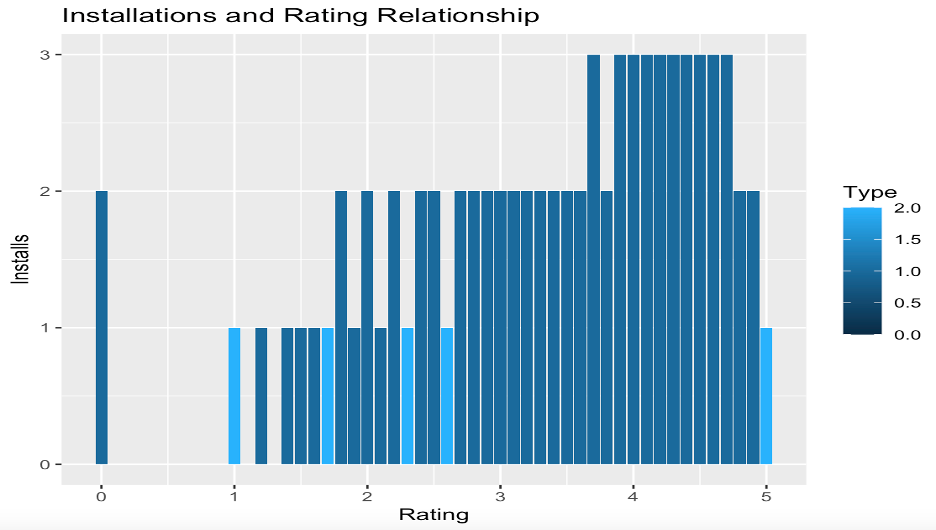 Installations and Rating Relationship
3
2
1
0
Installs
0 1 2 3 4 5
Rating
Type
2.0
1.5
1.0
0.5
0.0